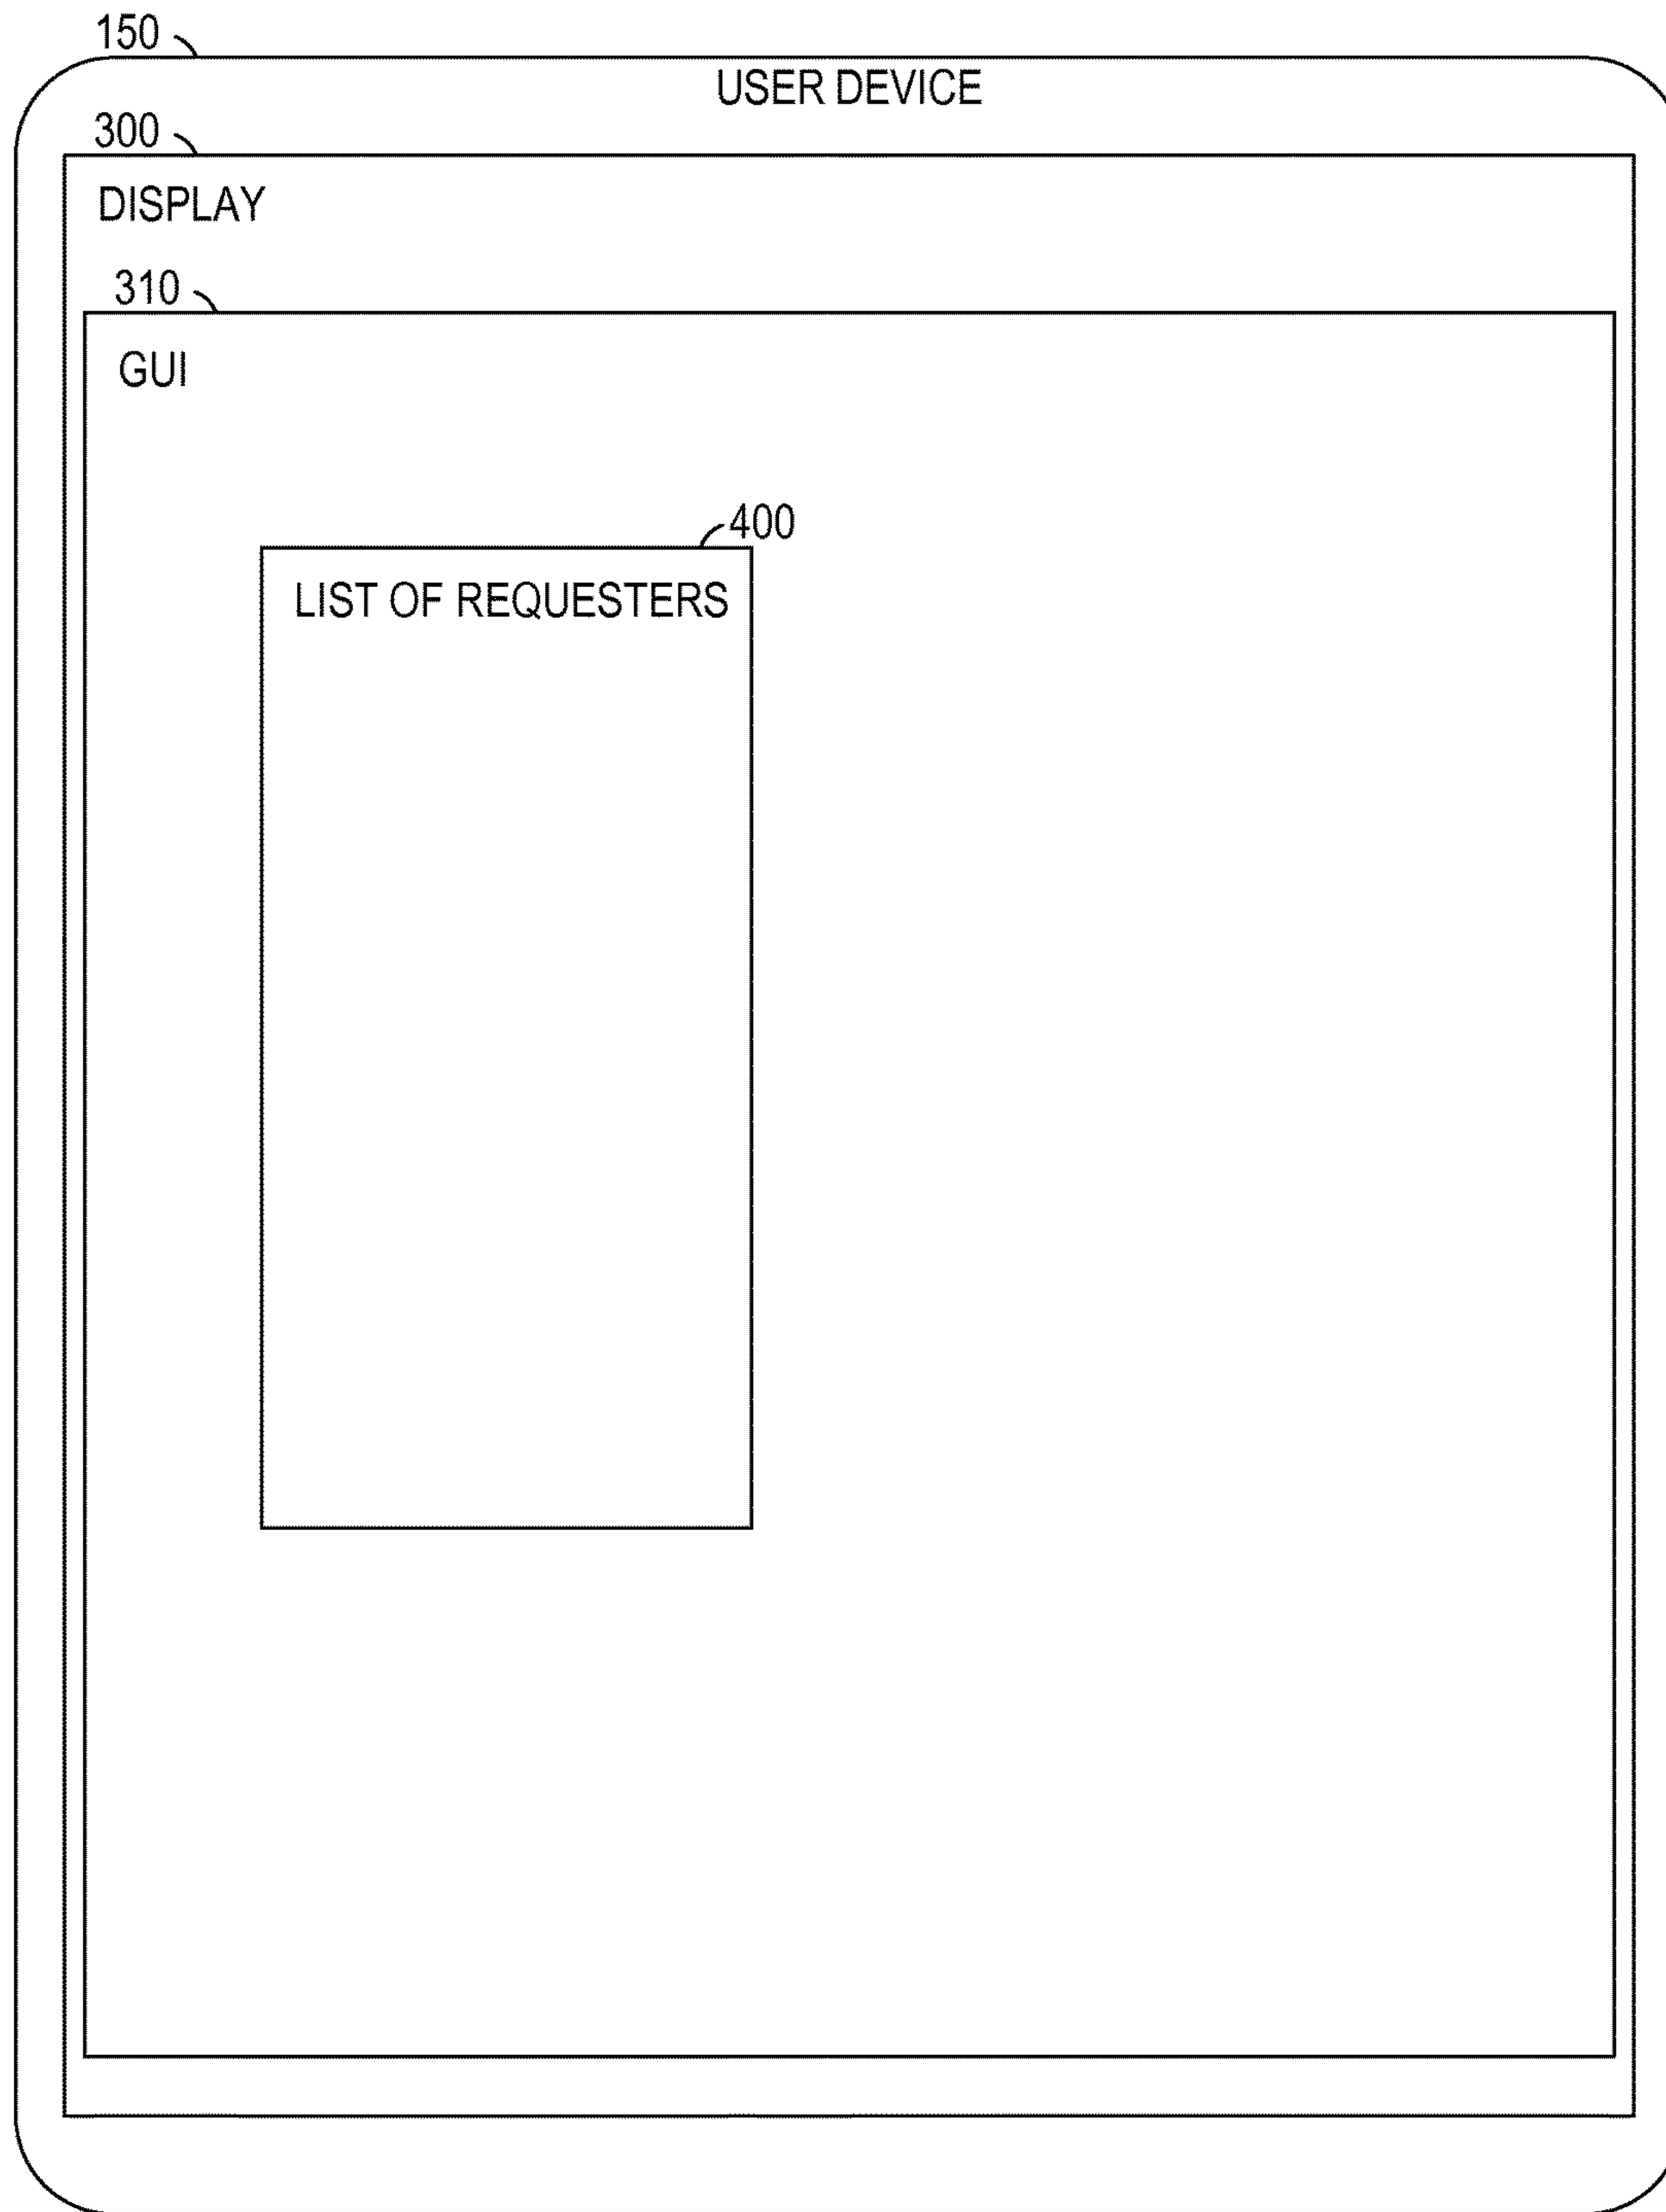 150
USER DEVICE
300
DISPLAY
310
GUI
400
LIST OF REQUESTERS